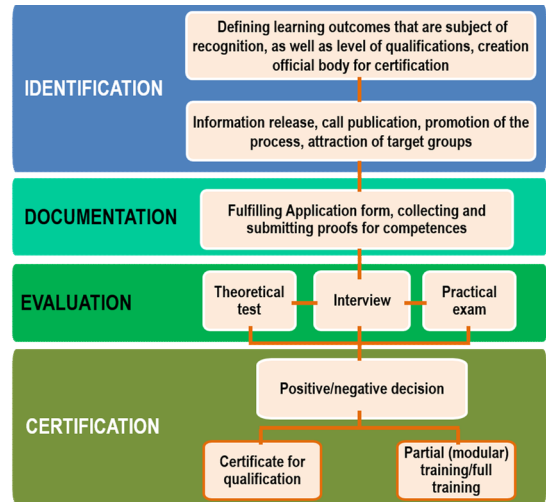 IDENTIFICATION
Defining learning outcomes that are subject of
recognition, as well as level of qualifications, creation
official body for certification
Information release, call publication, promotion of the
process, attraction of target groups
DOCUMENTATION
Fulfilling Application form, collecting and
submitting proofs for competences
EVALUATION
Theoretical
test
Interview
Practical
exam
CERTIFICATION
Positive/negative decision
Certificate for
qualification
Partial (modular)
training/full
training